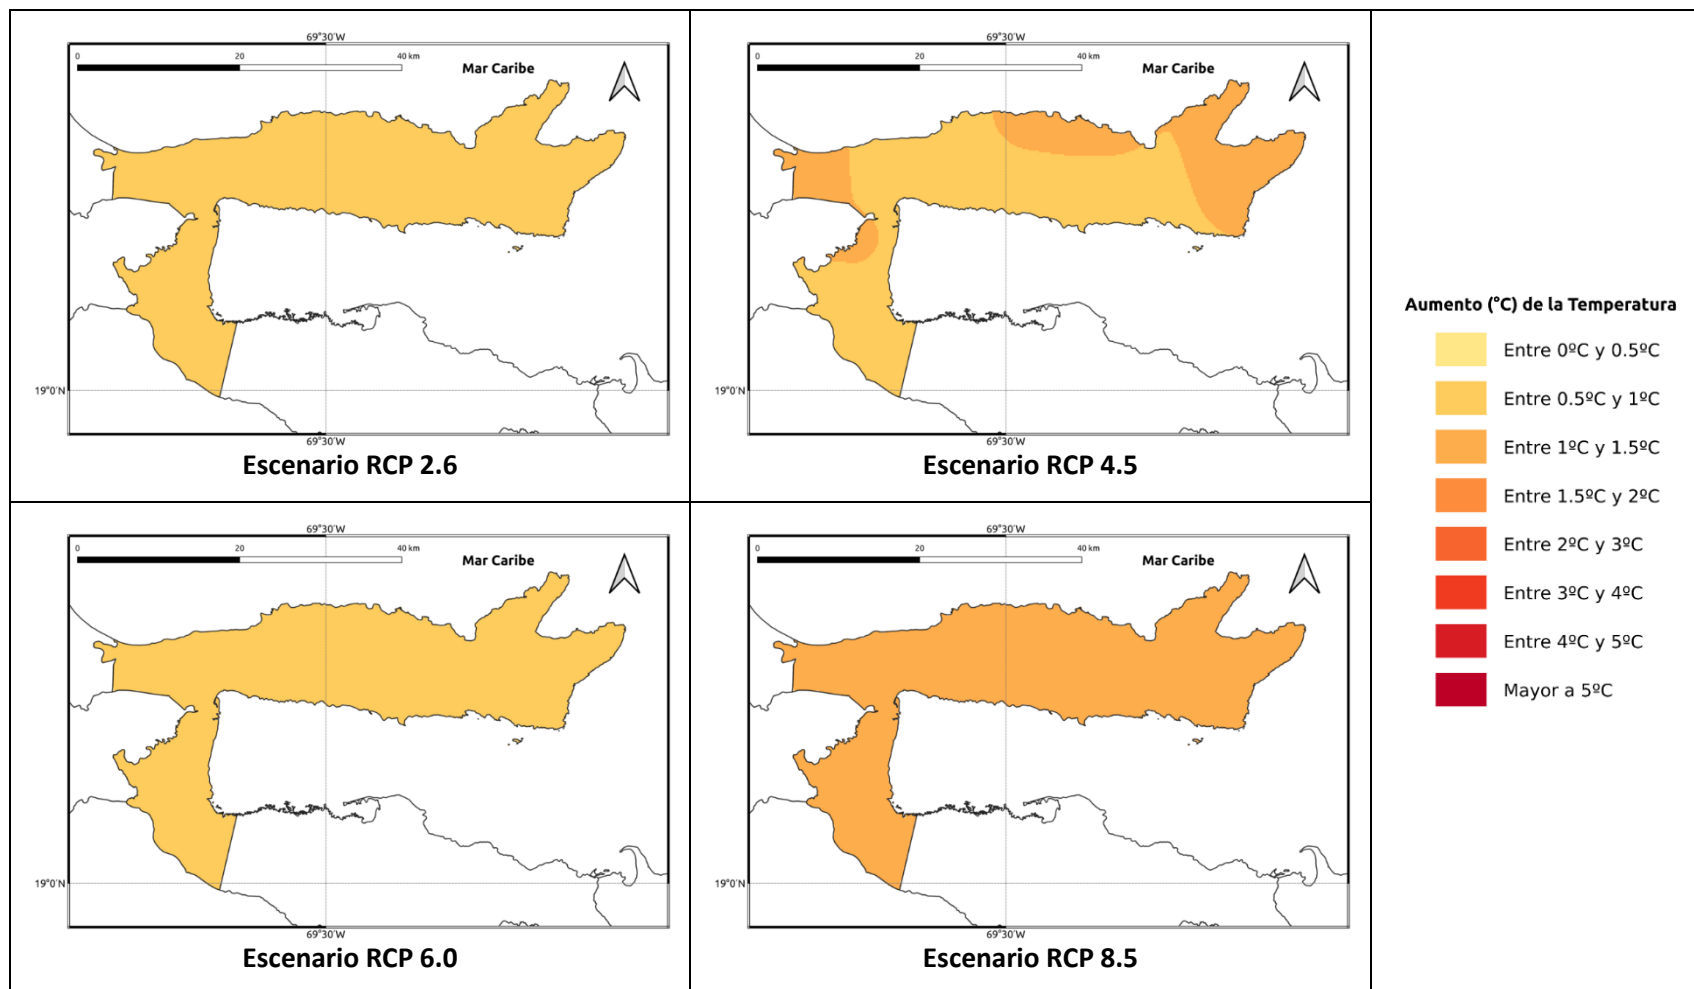 69°30'W
0 20 40 km
Mar Caribe
19°0'N
69°30'W
Escenario RCP 2.6
69°30'W
0 20 40 km
Mar Caribe
19°0'N
69°30'W
Escenario RCP 4.5
69°30'W
0 20 40 km
Mar Caribe
19°0'N
69°30'W
Escenario RCP 6.0
69°30'W
0 20 40 km
Mar Caribe
19°0'N
69°30'W
Escenario RCP 8.5
Aumento (°C) de la Temperatura
Entre 0ºC y 0.5ºC
Entre 0.5ºC y 1ºC
Entre 1ºC y 1.5ºC
Entre 1.5ºC y 2ºC
Entre 2ºC y 3ºC
Entre 3ºC y 4ºC
Entre 4ºC y 5ºC
Mayor a 5ºC